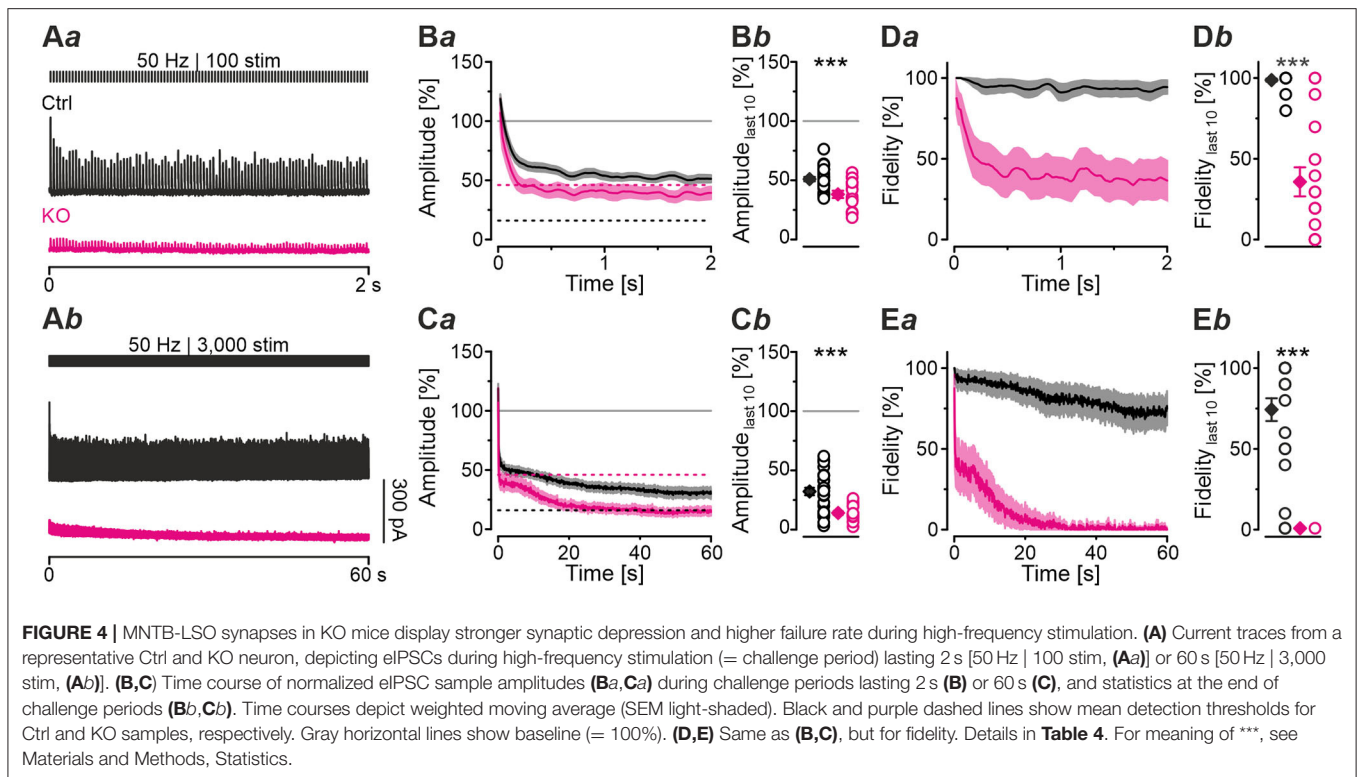 Aa
50 Hz | 100 stim
Ctrl
KO
0 2 s
Ba
Amplitude [%]
150
100
50
0
0 1 2
Time [s]
Bb
***
Amplitude last 10 [%]
150
100
50
0
Da
Fidelity [%]
100
50
0
0 1 2
Time [s]
Db
***
Fidelity last 10 [%]
100
50
0
Ab
50 Hz | 3,000 stim
300 pA
0 60 s
Ca
Amplitude [%]
150
100
50
0
0 20 40 60
Time [s]
Cb
***
Amplitude last 10 [%]
150
100
50
0
Ea
Fidelity [%]
100
50
0
0 20 40 60
Time [s]
Eb
***
Fidelity last 10 [%]
100
50
0
FIGURE 4 | MNTB-LSO synapses in KO mice display stronger synaptic depression and higher failure rate during high-frequency stimulation. (A) Current traces from a
representative Ctrl and KO neuron, depicting eIPSCs during high-frequency stimulation (= challenge period) lasting 2 s [50 Hz | 100 stim, (Aa)] or 60 s [50 Hz | 3,000
stim, (Ab)]. (B,C) Time course of normalized eIPSC sample amplitudes (Ba,Ca) during challenge periods lasting 2 s (B) or 60 s (C), and statistics at the end of
challenge periods (Bb,Cb). Time courses depict weighted moving average (SEM light-shaded). Black and purple dashed lines show mean detection thresholds for
Ctrl and KO samples, respectively. Gray horizontal lines show baseline (= 100%). (D,E) Same as (B,C), but for fidelity. Details in Table 4. For meaning of ***, see
Materials and Methods, Statistics.